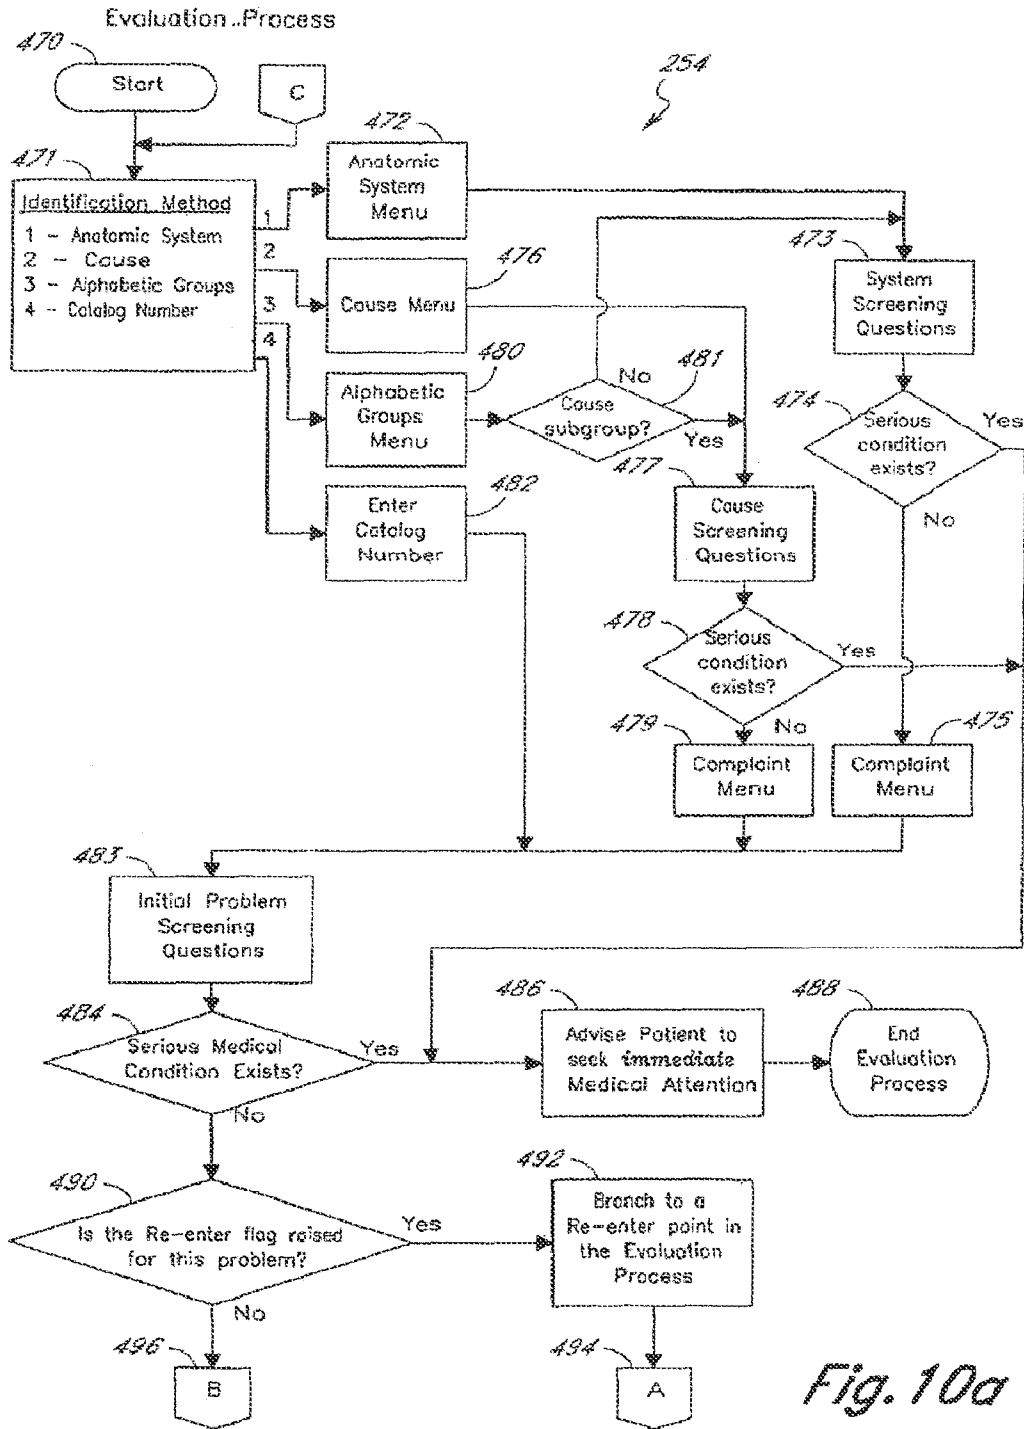 Evaluation..Process
470
Start
C
254
471
Identification Method
1 - Anatomic System
2 - Cause
3 - Alphabetic Groups
4 - Catalog Number
1
2
3
4
472
Anatomic
System
Menu
476
Cause Menu
480
Alphabetic
Groups
Menu
481
Cause
subgroup?
No
Yes
482
Enter
Catalog
Number
473
System
Screening
Questions
474
Serious
condition
exists?
Yes
No
477
Cause
Screening
Questions
478
Serious
condition
exists?
Yes
No
479
Complaint
Menu
475
Complaint
Menu
483
Initial Problem
Screening
Questions
484
Serious Medical
Condition Exists?
Yes
No
486
Advise Patient to
seek immediate
Medical Attention
488
End
Evaluation
Process
490
Is the Re-enter flag raised
for this problem?
Yes
No
492
Branch to a
Re-enter point in
the Evaluation
Process
496
B
494
A
Fig. 10a